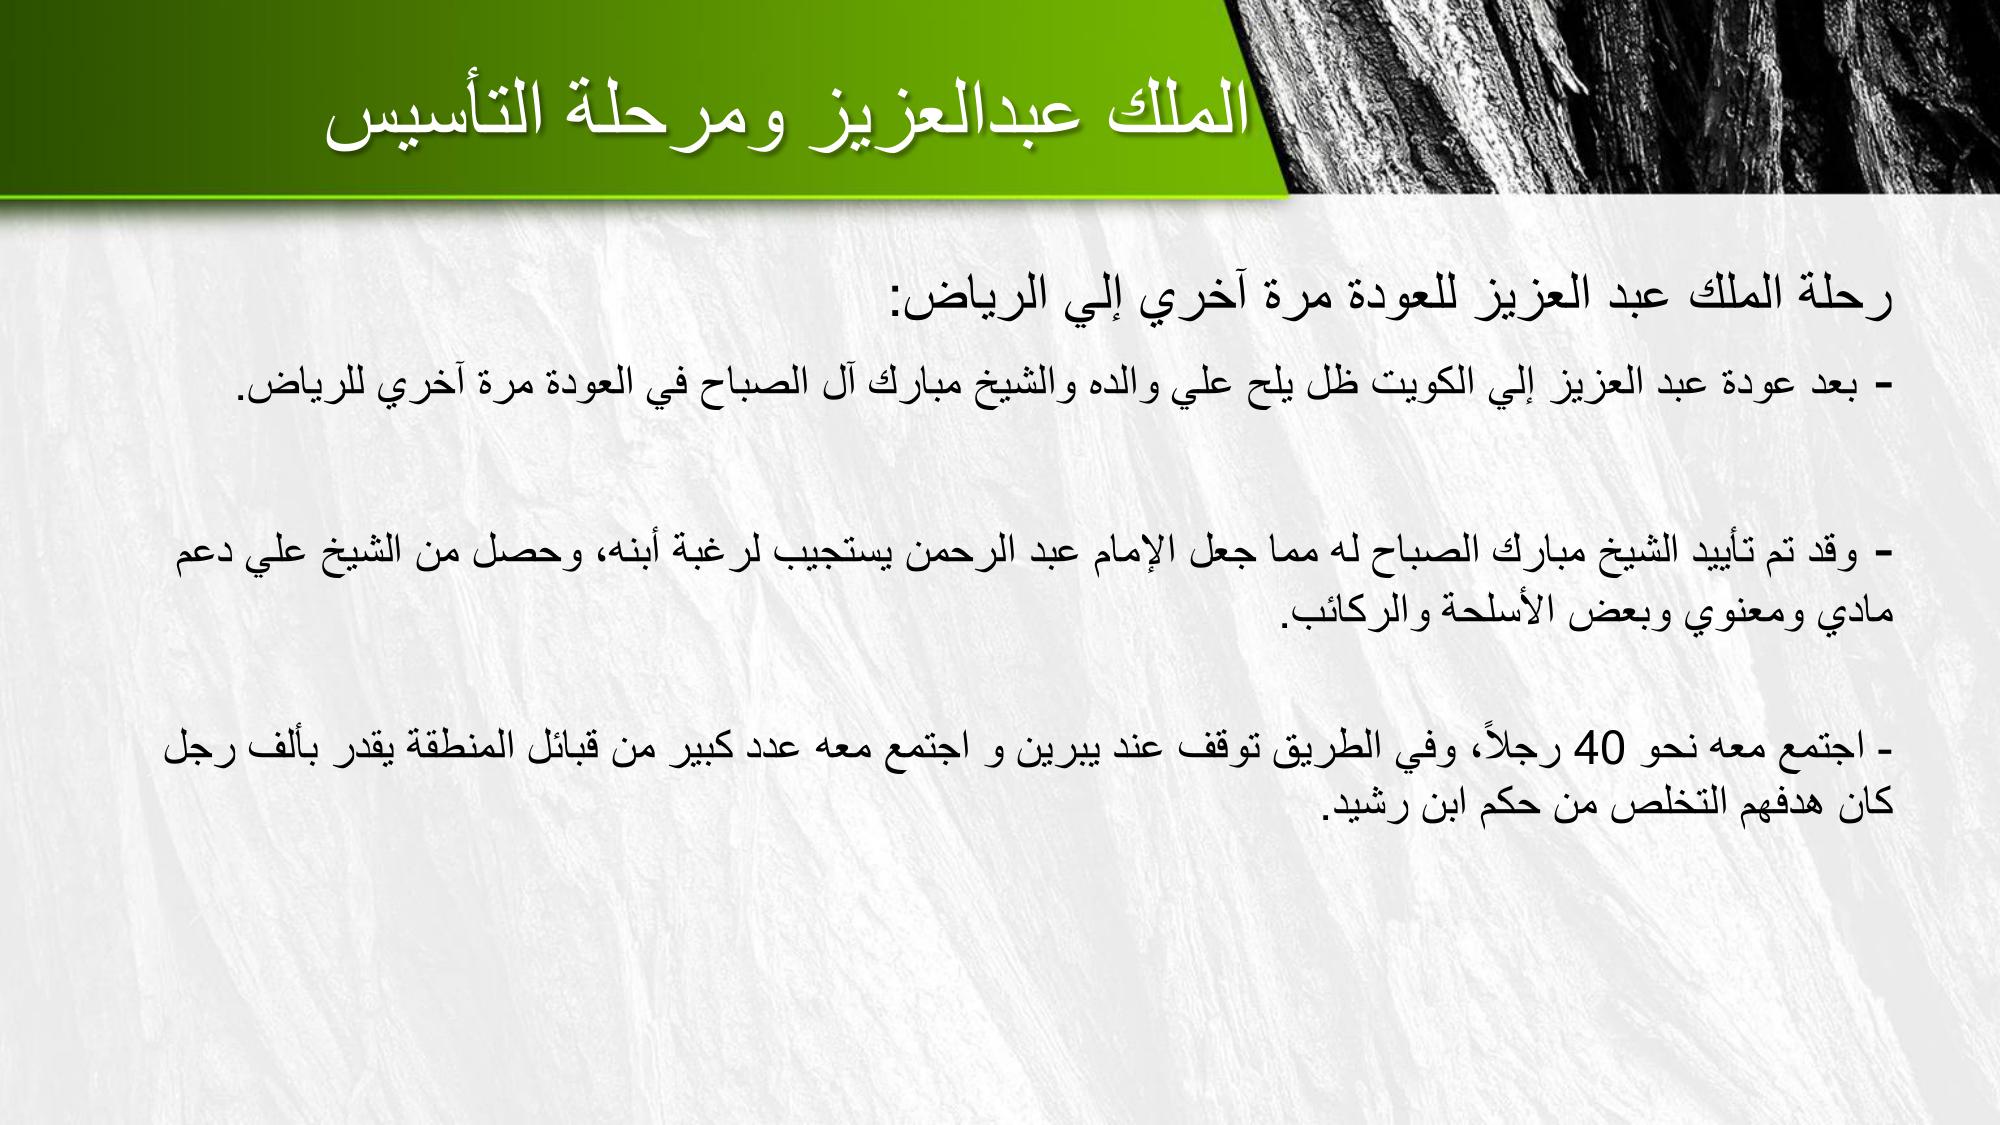 الملك عبدالعزيز ومرحلة التأسيس
رحلة الملك عبد العزيز للعودة مرة آخري إلي الرياض:
- بعد عودة عبد العزيز إلي الكويت ظل يلح علي والده والشيخ مبارك آل الصباح في العودة مرة آخري للرياض.
- وقد تم تأييد الشيخ مبارك الصباح له مما جعل الإمام عبد الرحمن يستجيب لرغبة أبنه، وحصل من الشيخ علي دعم
مادي ومعنوي وبعض الأسلحة والركائب.
- اجتمع معه نحو 40 رجلاً، وفي الطريق توقف عند يبرين و اجتمع معه عدد كبير من قبائل المنطقة يقدر بألف رجل
كان هدفهم التخلص من حكم ابن رشيد.